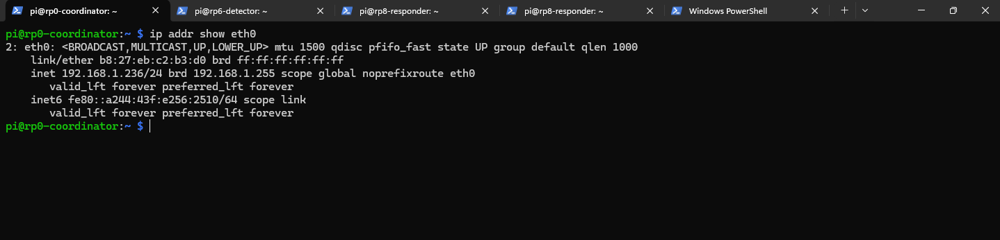 pi@rp0-coordinator: ~
pi@rp6-detector: ~
pi@rp8-responder: ~
pi@rp8-responder: ~
Windows PowerShell
pi@rp0-coordinator:~ $ ip addr show eth0
2: eth0: <BROADCAST,MULTICAST,UP,LOWER_UP> mtu 1500 qdisc pfifo_fast state UP group default qlen 1000
    link/ether b8:27:eb:c2:b3:d0 brd ff:ff:ff:ff:ff:ff
    inet 192.168.1.236/24 brd 192.168.1.255 scope global noprefixroute eth0
       valid_lft forever preferred_lft forever
    inet6 fe80::a244:43f:e256:2510/64 scope link
       valid_lft forever preferred_lft forever
pi@rp0-coordinator:~ $